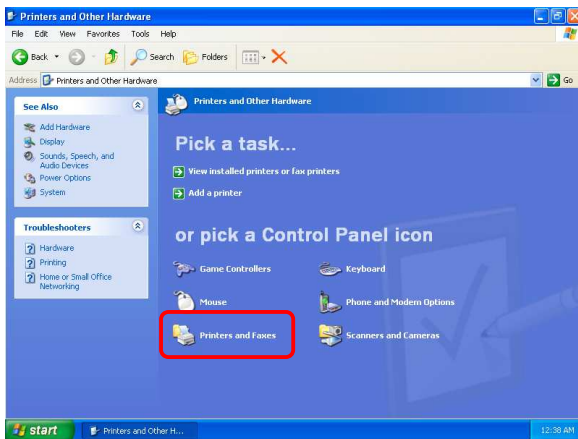 Printers and Other Hardware
File Edit View Favorites Tools Help
Back Search Folders
Address Printers and Other Hardware Go
See Also
Add Hardware
Display
Sounds, Speech, and
Audio Devices
Power Options
System
Troubleshooters
Hardware
Printing
Home or Small Office
Networking
Printers and Other Hardware
Pick a task...
View installed printers or fax printers
Add a printer
or pick a Control Panel icon
Game Controllers Keyboard
Mouse Phone and Modem Options
Printers and Faxes Scanners and Cameras
start Printers and Other H... 12:38 AM